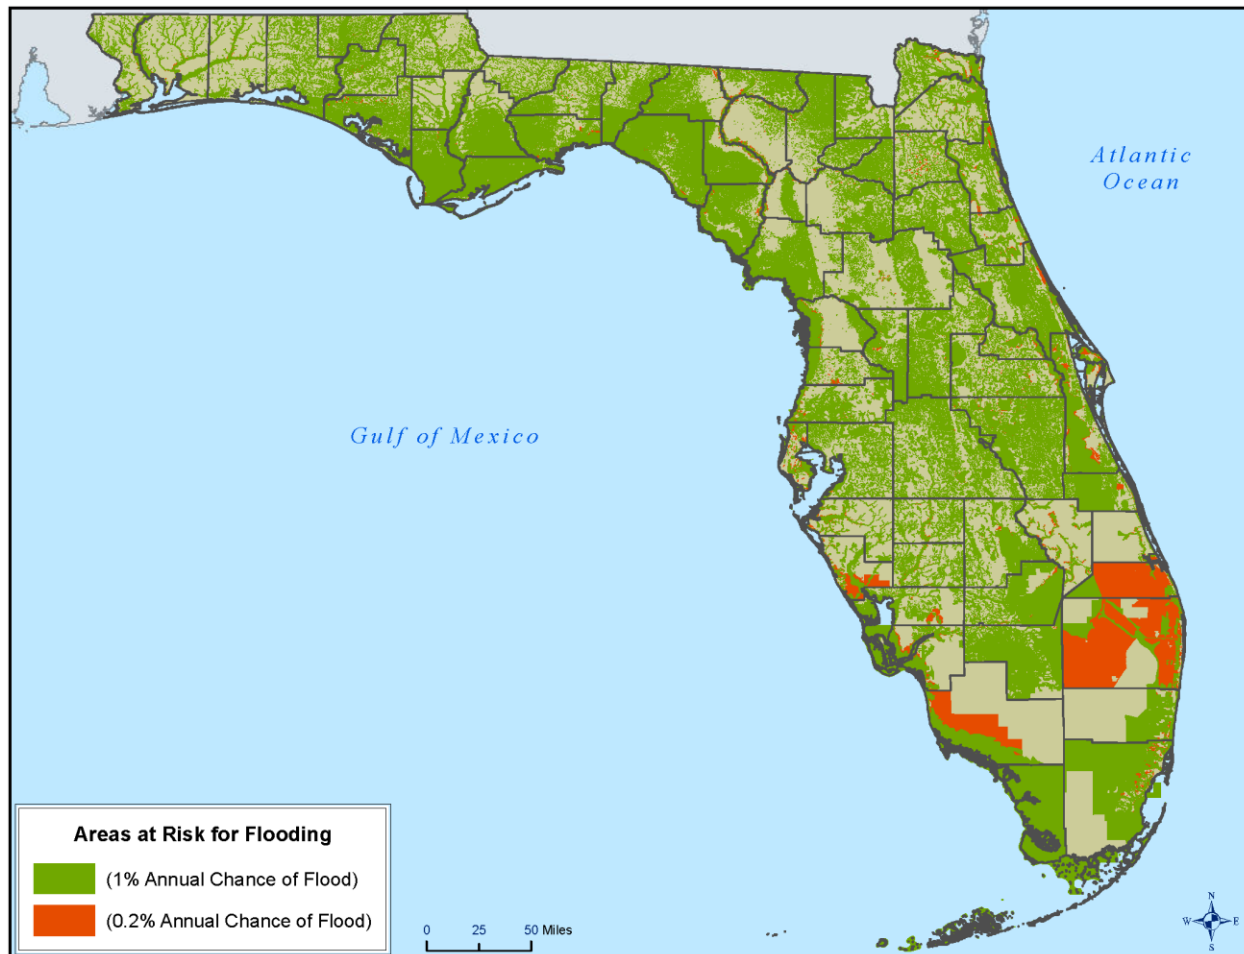 Atlantic
Ocean
Gulf of Mexico
Areas at Risk for Flooding
(1% Annual Chance of Flood)
(0.2% Annual Chance of Flood)
0 25 50 Miles
N
W E
S